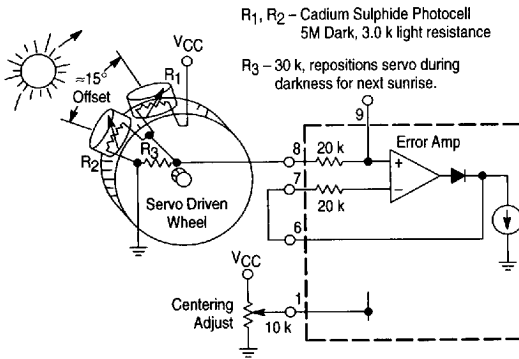 R1, R2 – Cadium Sulphide Photocell
5M Dark, 3.0 k light resistance
R3 – 30 k, repositions servo during
darkness for next sunrise.
VCC
≈15°
Offset
R1
R2
R3
Servo Driven
Wheel
9
8
20 k
Error Amp
+
7
–
20 k
6
VCC
Centering
Adjust
10 k
1